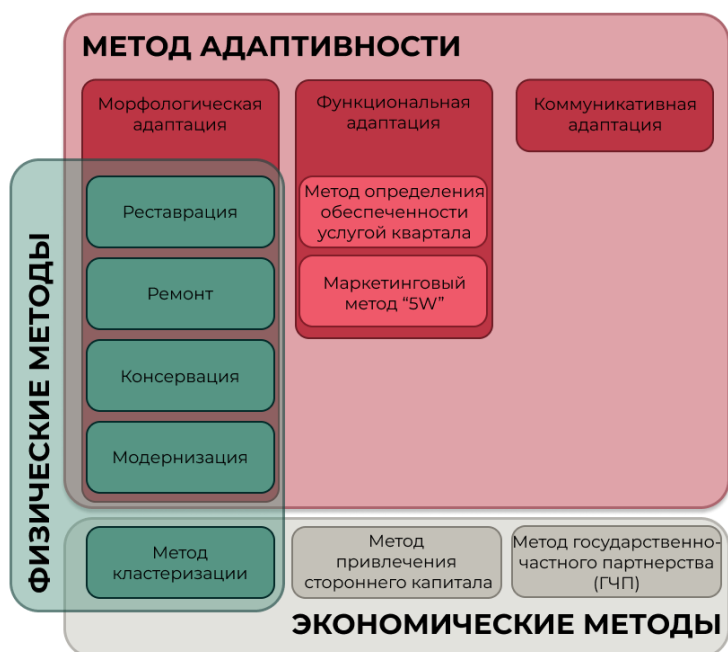 МЕТОД АДАПТИВНОСТИ
Морфологическая
адаптация
Функциональная
адаптация
Коммуникативная
адаптация
ФИЗИЧЕСКИЕ МЕТОДЫ
Реставрация
Ремонт
Консервация
Модернизация
Метод определения
обеспеченности
услугой квартала
Маркетинговый
метод “5W”
Метод
кластеризации
Метод
привлечения
стороннего капитала
Метод государственно-
частного партнерства
(ГЧП)
ЭКОНОМИЧЕСКИЕ МЕТОДЫ